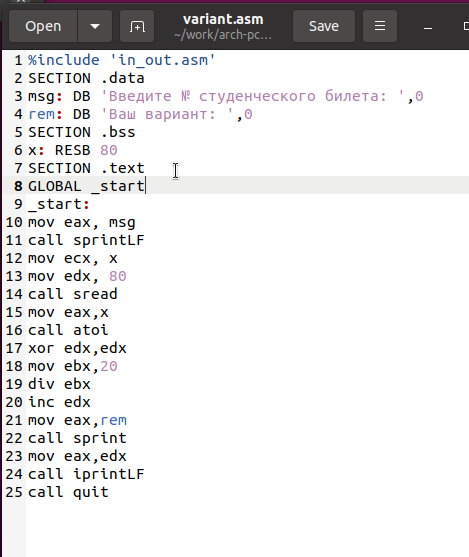 Open
variant.asm
~/work/arch-pc...
Save
1 %include 'in_out.asm'
2 SECTION .data
3 msg: DB 'Введите № студенческого билета: ',0
4 rem: DB 'Ваш вариант: ',0
5 SECTION .bss
6 x: RESB 80
7 SECTION .text
8 GLOBAL _start
9 _start:
10 mov eax, msg
11 call sprintLF
12 mov ecx, x
13 mov edx, 80
14 call sread
15 mov eax,x
16 call atoi
17 xor edx,edx
18 mov ebx,20
19 div ebx
20 inc edx
21 mov eax,rem
22 call sprint
23 mov eax,edx
24 call iprintLF
25 call quit